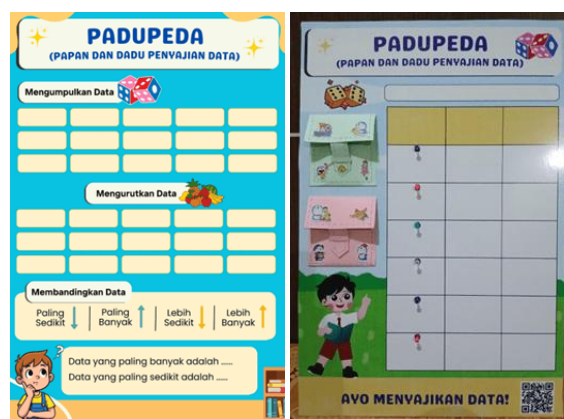 PADUPEDA
(PAPAN DAN DADU PENYAJIAN DATA)
Mengumpulkan Data
Mengurutkan Data
Membandingkan Data
Paling Sedikit
Paling Banyak
Lebih Sedikit
Lebih Banyak
?
Data yang paling banyak adalah ......
Data yang paling sedikit adalah ......
PADUPEDA
(PAPAN DAN DADU PENYAJIAN DATA)
AYO MENYAJIKAN DATA!